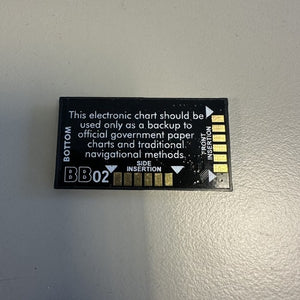 This electronic chart should be
used only as a backup to
official government paper
charts and traditional
navigational methods.
BOTTOM
BB02
SIDE
INSERTION
FRONT
INSERTION